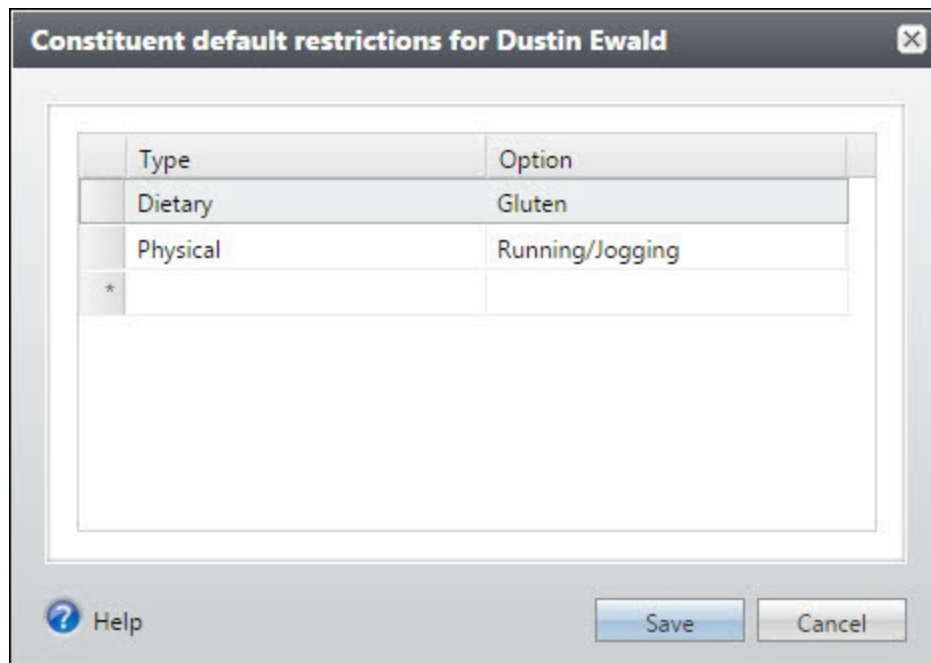 Constituent default restrictions for Dustin Ewald
Type Option
Dietary Gluten
Physical Running/Jogging
*
Help Save Cancel